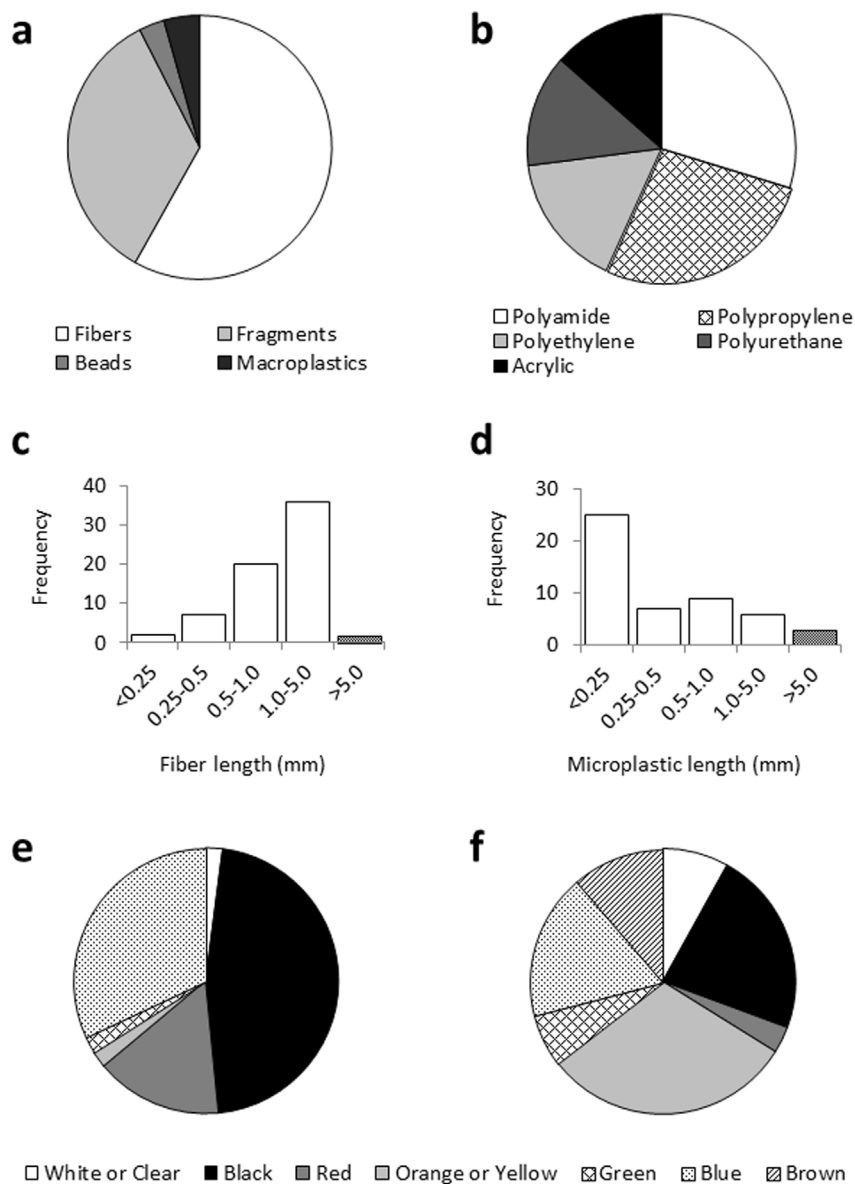 a
b
Fibers Fragments
Beads Macroplastics
Polyamide Polypropylene
Polyethylene Polyurethane
Acrylic
c
40
30
20
10
0
Frequency
<0.25 0.25-0.5 0.5-1.0 1.0-5.0 >5.0
Fiber length (mm)
d
30
20
10
0
Frequency
<0.25 0.25-0.5 0.5-1.0 1.0-5.0 >5.0
Microplastic length (mm)
e
f
White or Clear Black Red Orange or Yellow Green Blue Brown